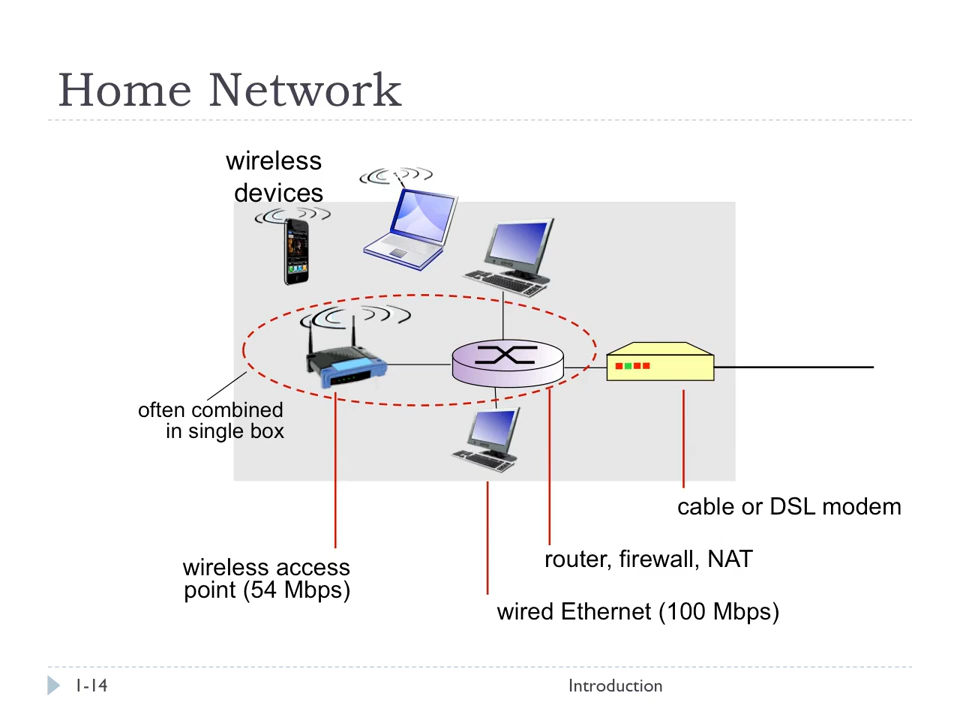 Home Network
wireless
devices
often combined
in single box
cable or DSL modem
router, firewall, NAT
wireless access
point (54 Mbps)
wired Ethernet (100 Mbps)
1-14
Introduction